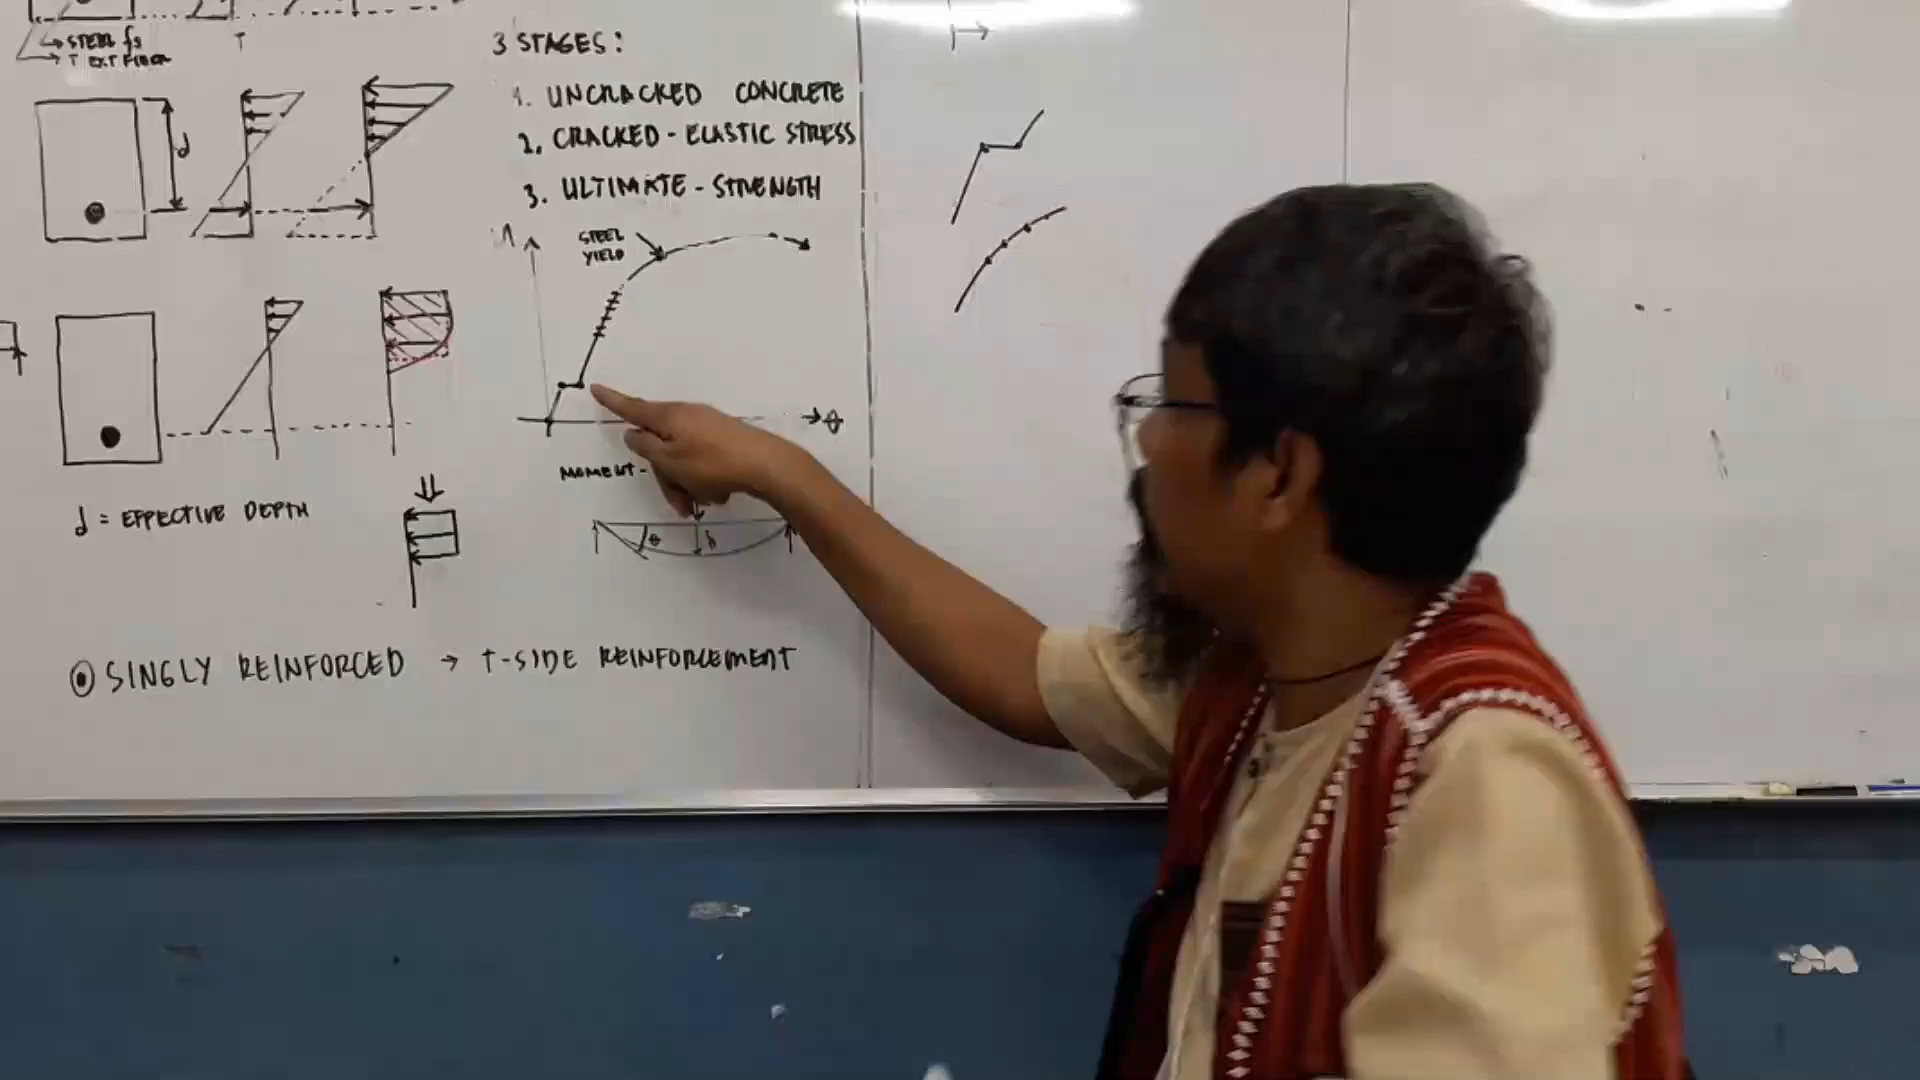 STEEL fs
T EXT FIBER
T
3 STAGES:
1. UNCRACKED CONCRETE
2. CRACKED - ELASTIC STRESS
3. ULTIMATE - STRENGTH
d
M
STEEL
YIELD
θ
MOMENT -
θ
δ
d = EFFECTIVE DEPTH
SINGLY REINFORCED → T-SIDE REINFORCEMENT